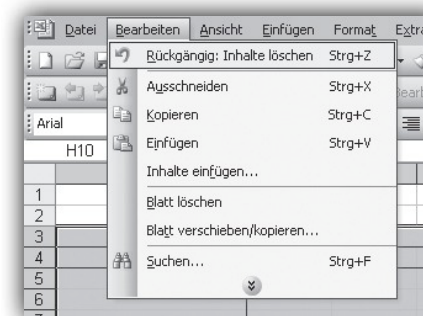 Datei Bearbeiten Ansicht Einfügen Format
Rückgängig: Inhalte löschen Strg+Z
Ausschneiden Strg+X
Arial Kopieren Strg+C
H10 Einfügen Strg+V
Inhalte einfügen...
1 Blatt löschen
2
3 Blatt verschieben/kopieren...
4 Suchen... Strg+F
5
6